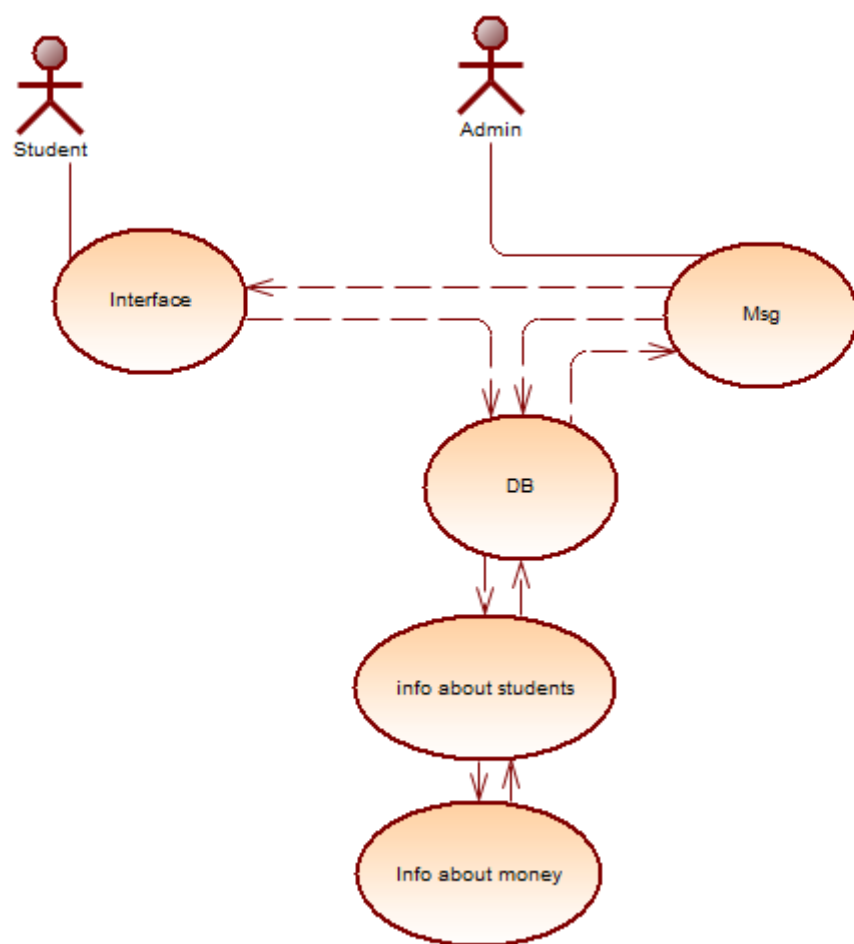 Student
Admin
Interface
Msg
DB
info about students
Info about money